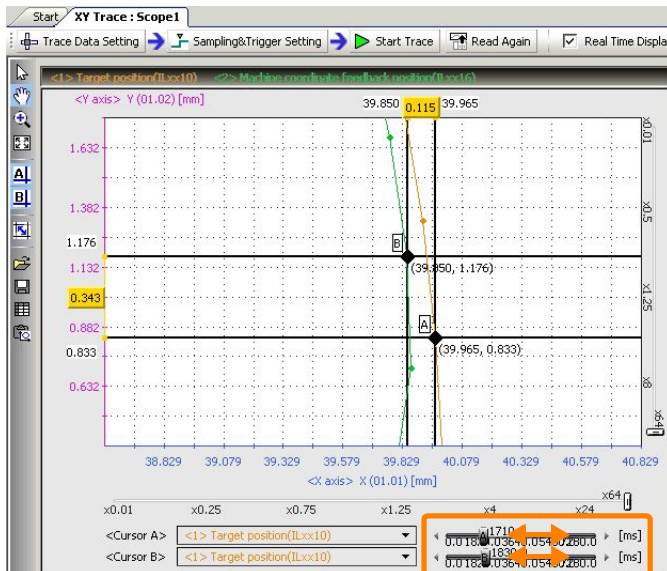 Start XY Trace : Scope1
Trace Data Setting Sampling&Trigger Setting Start Trace Read Again Real Time Displa
<1> Target position(ILxx10) <2> Machine coordinate feedback position(ILxx16)
<Y axis> Y (01.02) [mm]
39.850 0.115 39.965
x0.01
1.632
1.382
x0.5
1.176
B
1.132
(39.850, 1.176)
0.343
x1.25
0.882
A
0.833
(39.965, 0.833)
0.632
x8
x64
38.829 39.079 39.329 39.579 39.829 40.079 40.329 40.579 40.829
<X axis> X (01.01) [mm]
x64
x0.01 x0.25 x0.75 x1.25 x4 x24
<Cursor A> <1> Target position(ILxx10) A 1710 [ms]
<Cursor B> <1> Target position(ILxx10) B 1830 [ms]